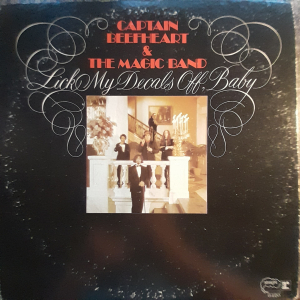 CAPTAIN
BEEFHEART
&
THE MAGIC BAND
Lick My Decals Off, Baby